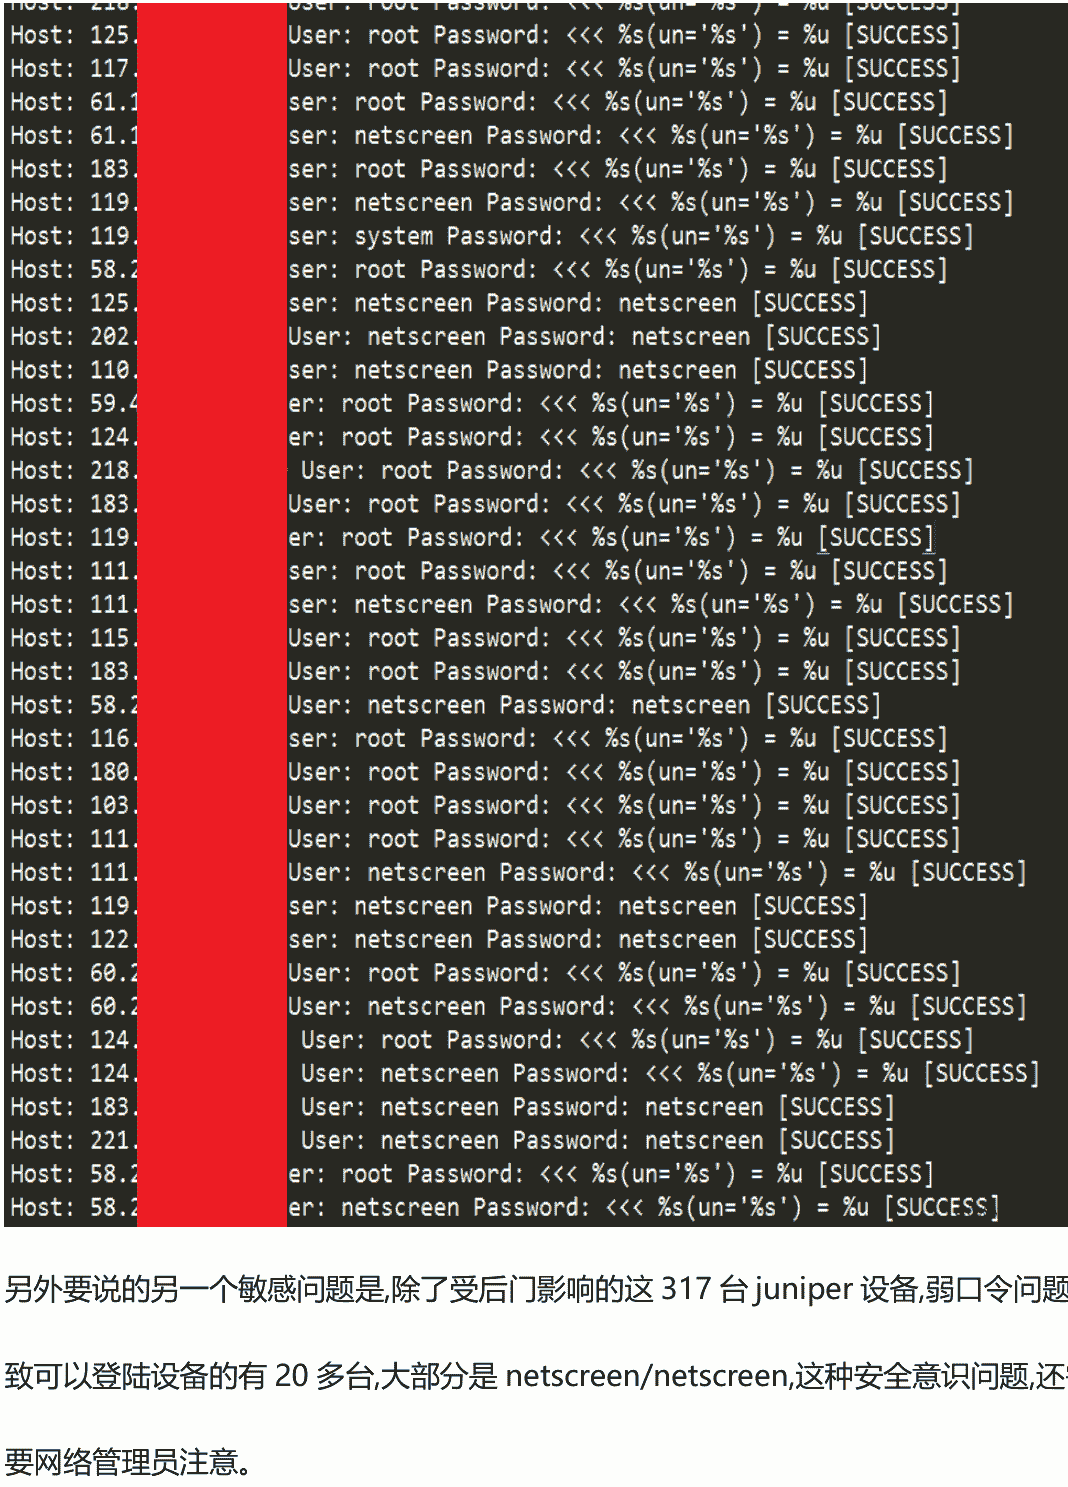 Host: 218. User: root Password: <<< %s(un='%s') = %u [SUCCESS]
Host: 125. User: root Password: <<< %s(un='%s') = %u [SUCCESS]
Host: 117. User: root Password: <<< %s(un='%s') = %u [SUCCESS]
Host: 61.1 ser: root Password: <<< %s(un='%s') = %u [SUCCESS]
Host: 61.1 ser: netscreen Password: <<< %s(un='%s') = %u [SUCCESS]
Host: 183. ser: root Password: <<< %s(un='%s') = %u [SUCCESS]
Host: 119. ser: netscreen Password: <<< %s(un='%s') = %u [SUCCESS]
Host: 119. ser: system Password: <<< %s(un='%s') = %u [SUCCESS]
Host: 58.2 ser: root Password: <<< %s(un='%s') = %u [SUCCESS]
Host: 125. ser: netscreen Password: netscreen [SUCCESS]
Host: 202. User: netscreen Password: netscreen [SUCCESS]
Host: 110. ser: netscreen Password: netscreen [SUCCESS]
Host: 59.4 er: root Password: <<< %s(un='%s') = %u [SUCCESS]
Host: 124. er: root Password: <<< %s(un='%s') = %u [SUCCESS]
Host: 218. User: root Password: <<< %s(un='%s') = %u [SUCCESS]
Host: 183. User: root Password: <<< %s(un='%s') = %u [SUCCESS]
Host: 119. er: root Password: <<< %s(un='%s') = %u [SUCCESS]
Host: 111. ser: root Password: <<< %s(un='%s') = %u [SUCCESS]
Host: 111. ser: netscreen Password: <<< %s(un='%s') = %u [SUCCESS]
Host: 115. User: root Password: <<< %s(un='%s') = %u [SUCCESS]
Host: 183. User: root Password: <<< %s(un='%s') = %u [SUCCESS]
Host: 58.2 User: netscreen Password: netscreen [SUCCESS]
Host: 116. ser: root Password: <<< %s(un='%s') = %u [SUCCESS]
Host: 180. User: root Password: <<< %s(un='%s') = %u [SUCCESS]
Host: 103. User: root Password: <<< %s(un='%s') = %u [SUCCESS]
Host: 111. User: root Password: <<< %s(un='%s') = %u [SUCCESS]
Host: 111. User: netscreen Password: <<< %s(un='%s') = %u [SUCCESS]
Host: 119. ser: netscreen Password: netscreen [SUCCESS]
Host: 122. ser: netscreen Password: netscreen [SUCCESS]
Host: 60.2 User: root Password: <<< %s(un='%s') = %u [SUCCESS]
Host: 60.2 User: netscreen Password: <<< %s(un='%s') = %u [SUCCESS]
Host: 124. User: root Password: <<< %s(un='%s') = %u [SUCCESS]
Host: 124. User: netscreen Password: <<< %s(un='%s') = %u [SUCCESS]
Host: 183. User: netscreen Password: netscreen [SUCCESS]
Host: 221. User: netscreen Password: netscreen [SUCCESS]
Host: 58.2 er: root Password: <<< %s(un='%s') = %u [SUCCESS]
Host: 58.2 er: netscreen Password: <<< %s(un='%s') = %u [SUCCESS]
另外要说的另一个敏感问题是,除了受后门影响的这 317 台 juniper 设备,弱口令问题
致可以登陆设备的有 20 多台,大部分是 netscreen/netscreen,这种安全意识问题,还
要网络管理员注意。